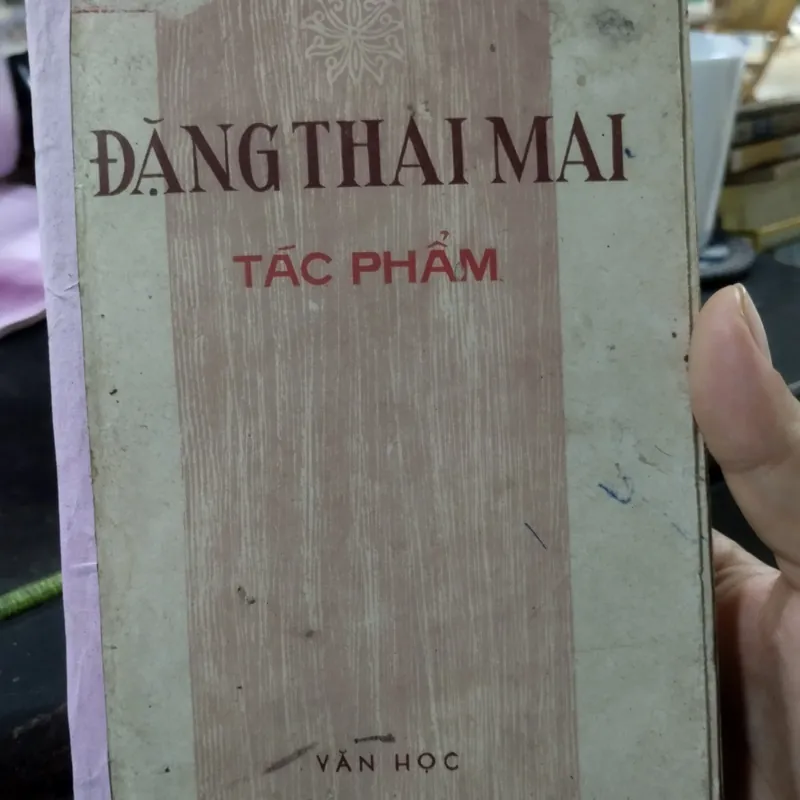 ĐẶNG THAI MAI
TÁC PHẨM
VĂN HỌC